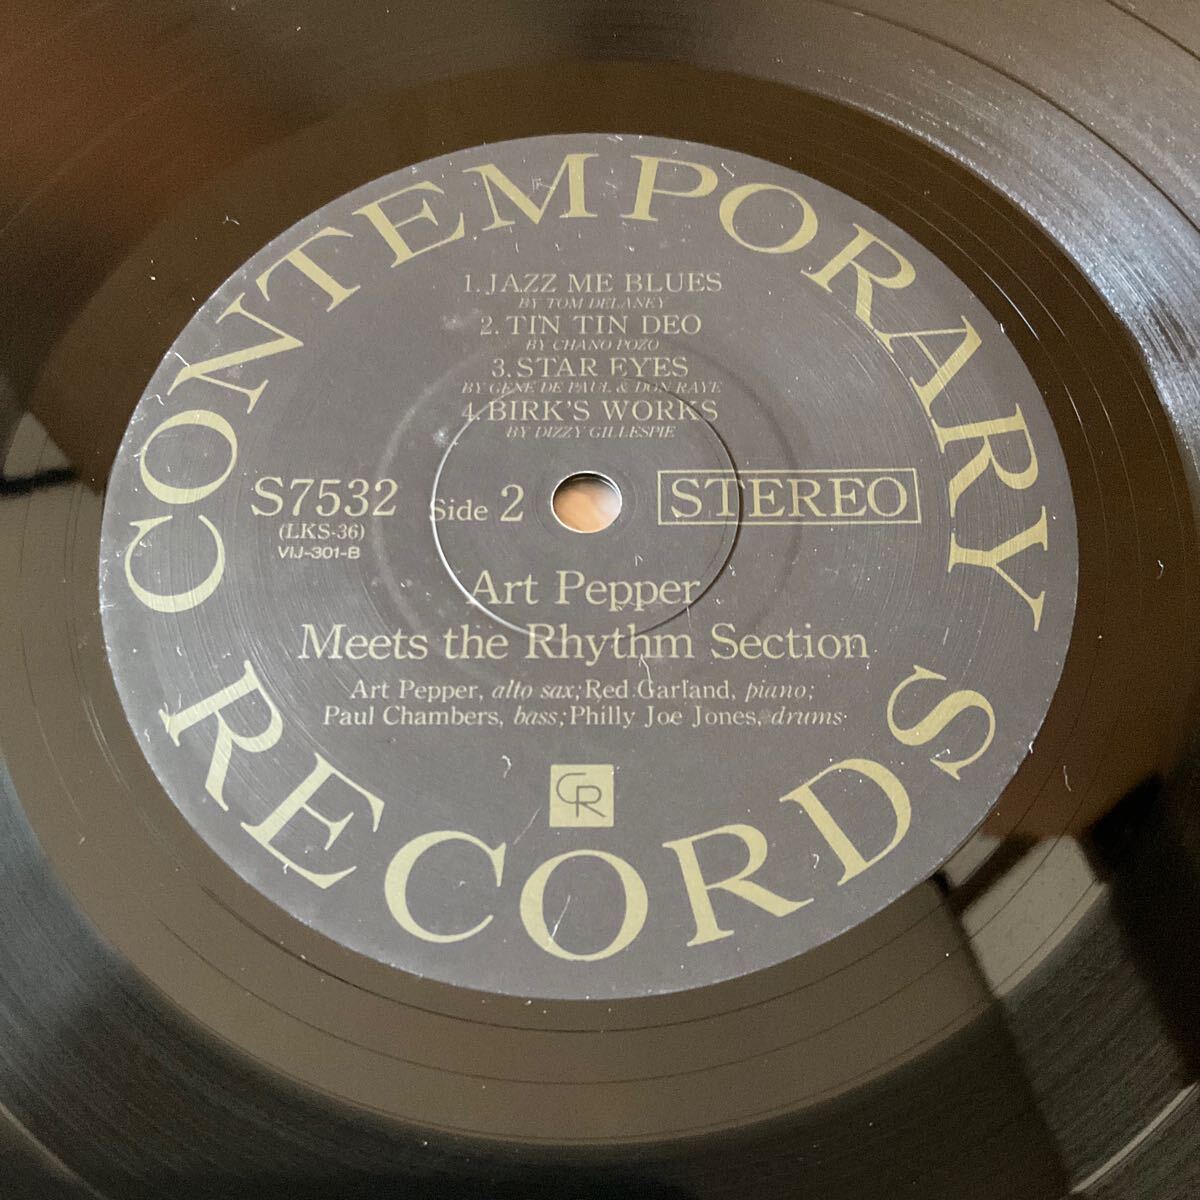 CONTEMPORARY
1. JAZZ ME BLUES
BY TOM DELANEY
2. TIN TIN DEO
BY CHANO POZO
3. STAR EYES
BY GENE DE PAUL & DON RAYE
4. BIRK'S WORKS
BY DIZZY GILLESPIE
S7532 Side 2 STEREO
(LKS-36)
VIJ-301-B
Art Pepper
Meets the Rhythm Section
Art Pepper, alto sax; Red Garland, piano;
Paul Chambers, bass; Philly Joe Jones, drums
CR
RECORDS